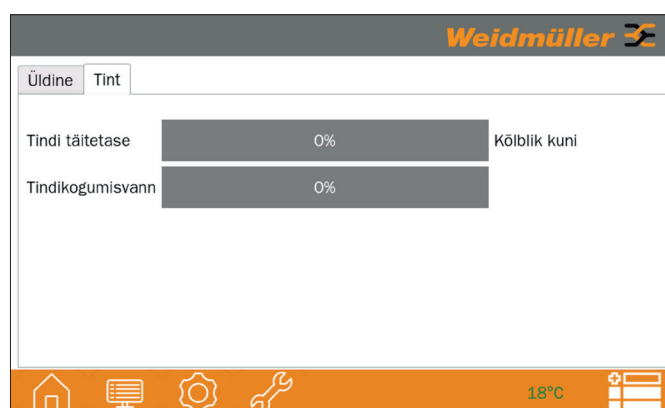 Weidmüller
Üldine Tint
Tindi täitetase 0% Kõlblik kuni
Tindikogumisvann 0%
18°C